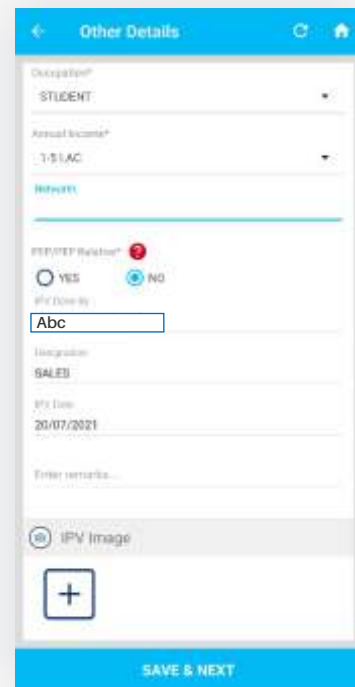 Other Details
Occupation*
STUDENT
Annual Income*
1-5 LAC
Networth
PEP/PEP Relative* ?
YES NO
IPV Done By
Abc
Designation
SALES
IPV Date
20/07/2021
Enter remarks...
IPV Image
SAVE & NEXT